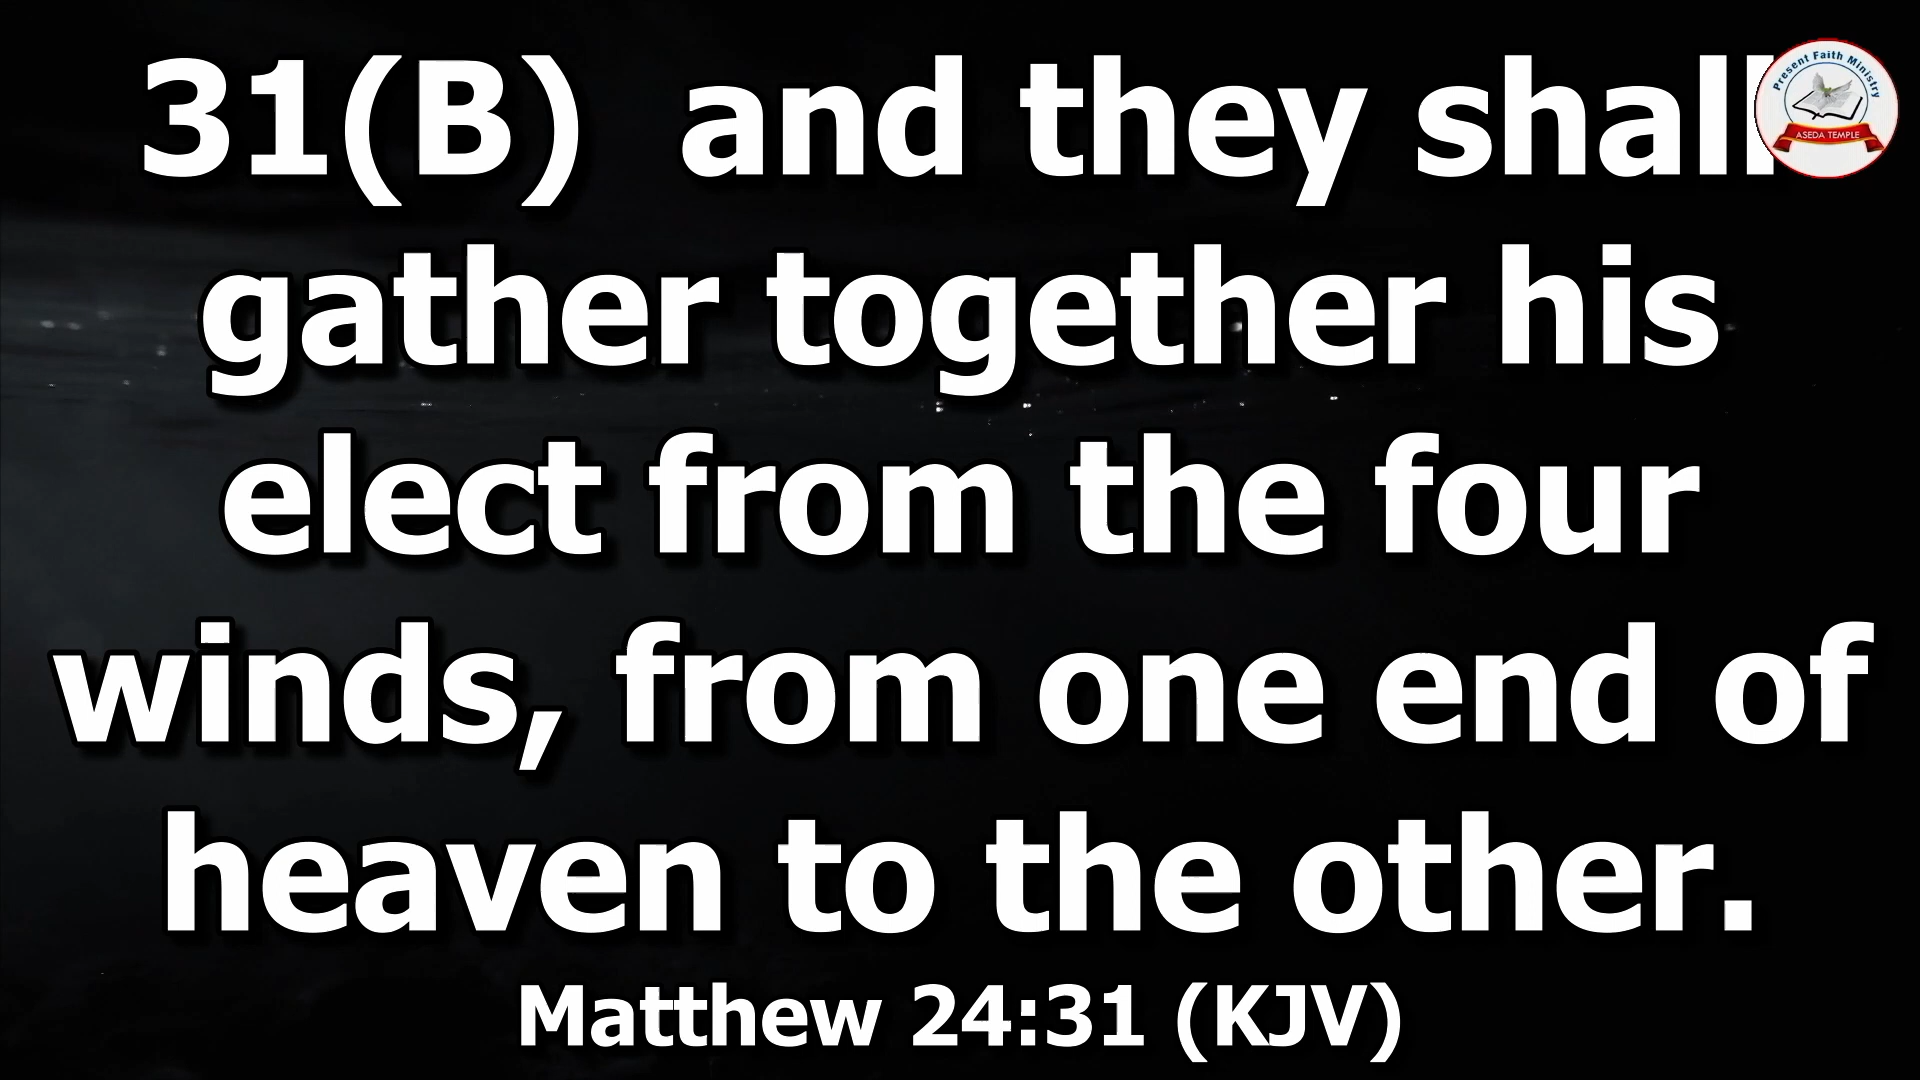 31(B)  and they shall
gather together his
elect from the four
winds, from one end of
heaven to the other.
Matthew 24:31 (KJV)
Present Faith Ministry
ASEDA TEMPLE